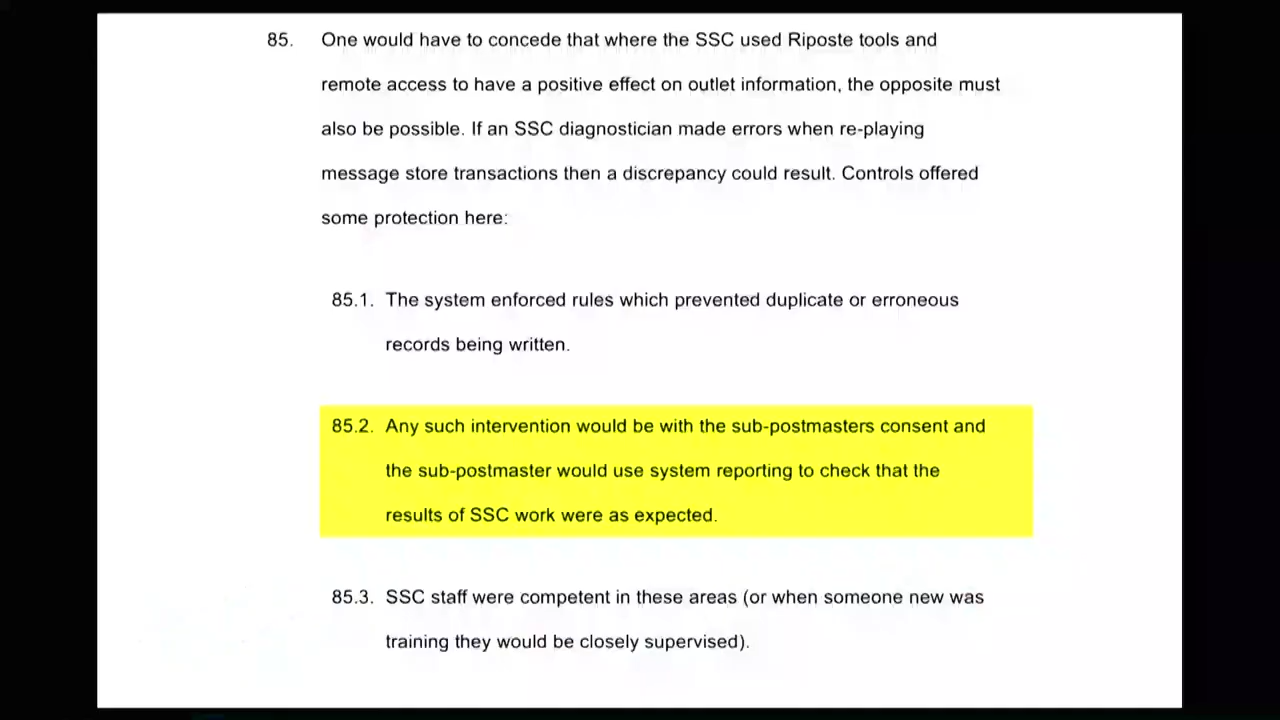 85. One would have to concede that where the SSC used Riposte tools and
remote access to have a positive effect on outlet information, the opposite must
also be possible. If an SSC diagnostician made errors when re-playing
message store transactions then a discrepancy could result. Controls offered
some protection here:
85.1. The system enforced rules which prevented duplicate or erroneous
records being written.
85.2. Any such intervention would be with the sub-postmasters consent and
the sub-postmaster would use system reporting to check that the
results of SSC work were as expected.
85.3. SSC staff were competent in these areas (or when someone new was
training they would be closely supervised).